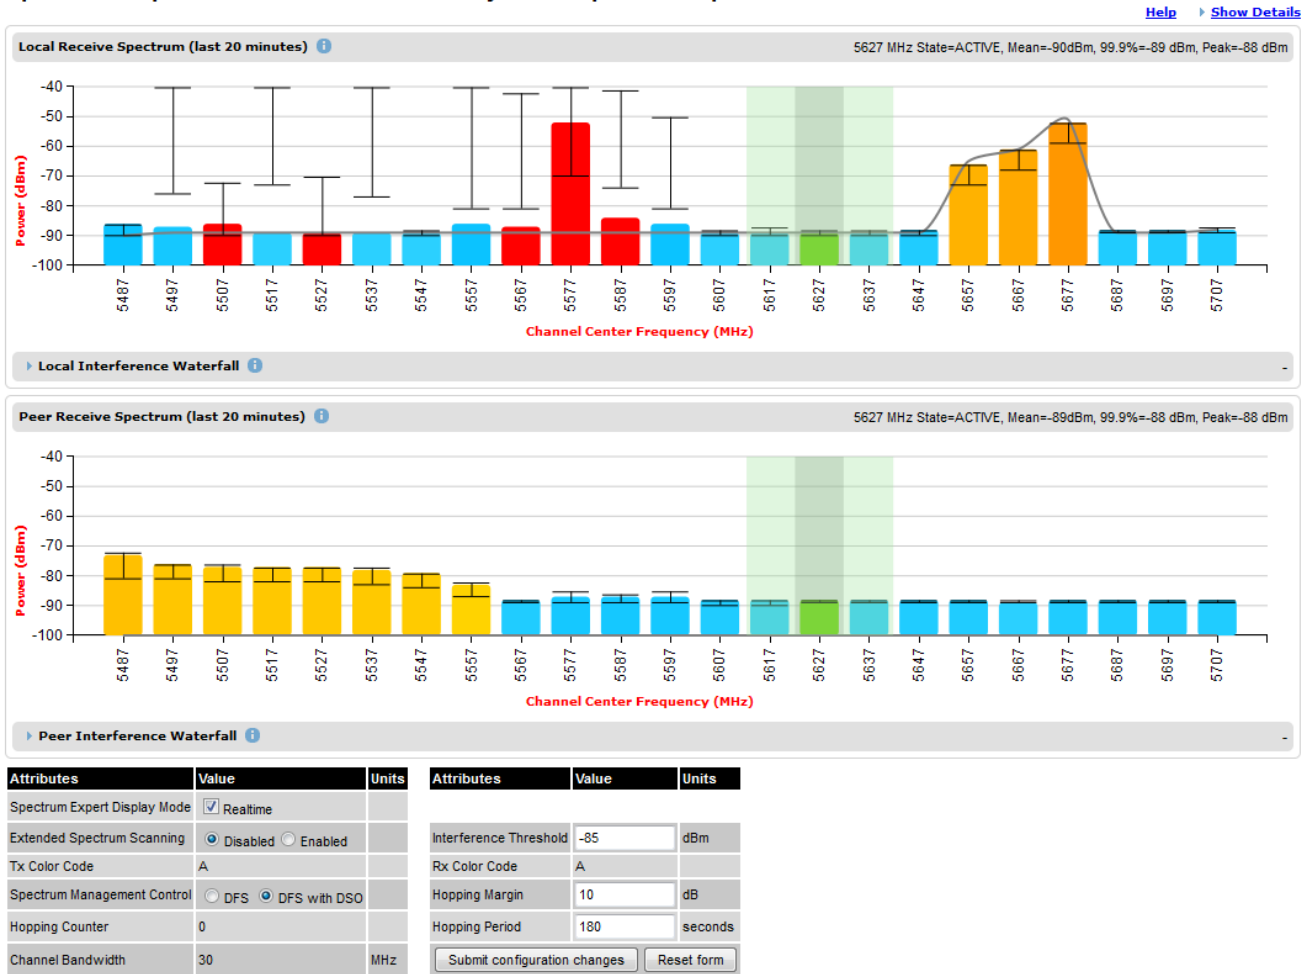 Help Show Details
Local Receive Spectrum (last 20 minutes) 5627 MHz State=ACTIVE, Mean=-90dBm, 99.9%=-89 dBm, Peak=-88 dBm
Power (dBm)
-40
-50
-60
-70
-80
-90
-100
5487 5497 5507 5517 5527 5537 5547 5557 5567 5577 5587 5597 5607 5617 5627 5637 5647 5657 5667 5677 5687 5697 5707
Channel Center Frequency (MHz)
Local Interference Waterfall -
Peer Receive Spectrum (last 20 minutes) 5627 MHz State=ACTIVE, Mean=-89dBm, 99.9%=-88 dBm, Peak=-88 dBm
Power (dBm)
-40
-50
-60
-70
-80
-90
-100
5487 5497 5507 5517 5527 5537 5547 5557 5567 5577 5587 5597 5607 5617 5627 5637 5647 5657 5667 5677 5687 5697 5707
Channel Center Frequency (MHz)
Peer Interference Waterfall -
Attributes Value Units Attributes Value Units
Spectrum Expert Display Mode Realtime
Extended Spectrum Scanning Disabled Enabled Interference Threshold -85 dBm
Tx Color Code A Rx Color Code A
Spectrum Management Control DFS DFS with DSO Hopping Margin 10 dB
Hopping Counter 0 Hopping Period 180 seconds
Channel Bandwidth 30 MHz Submit configuration changes Reset form